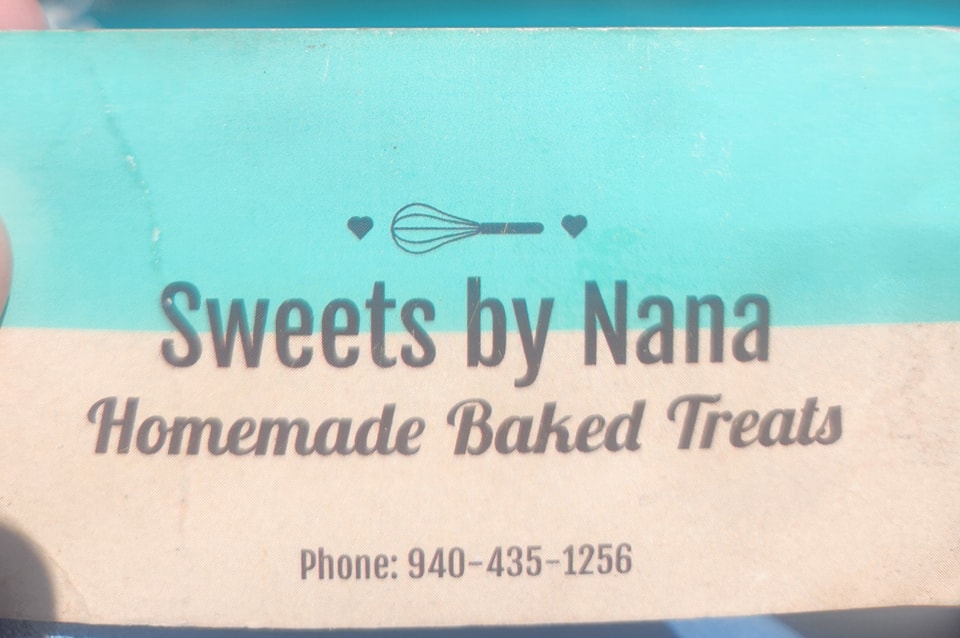 Sweets by Nana
Homemade Baked Treats
Phone: 940-435-1256